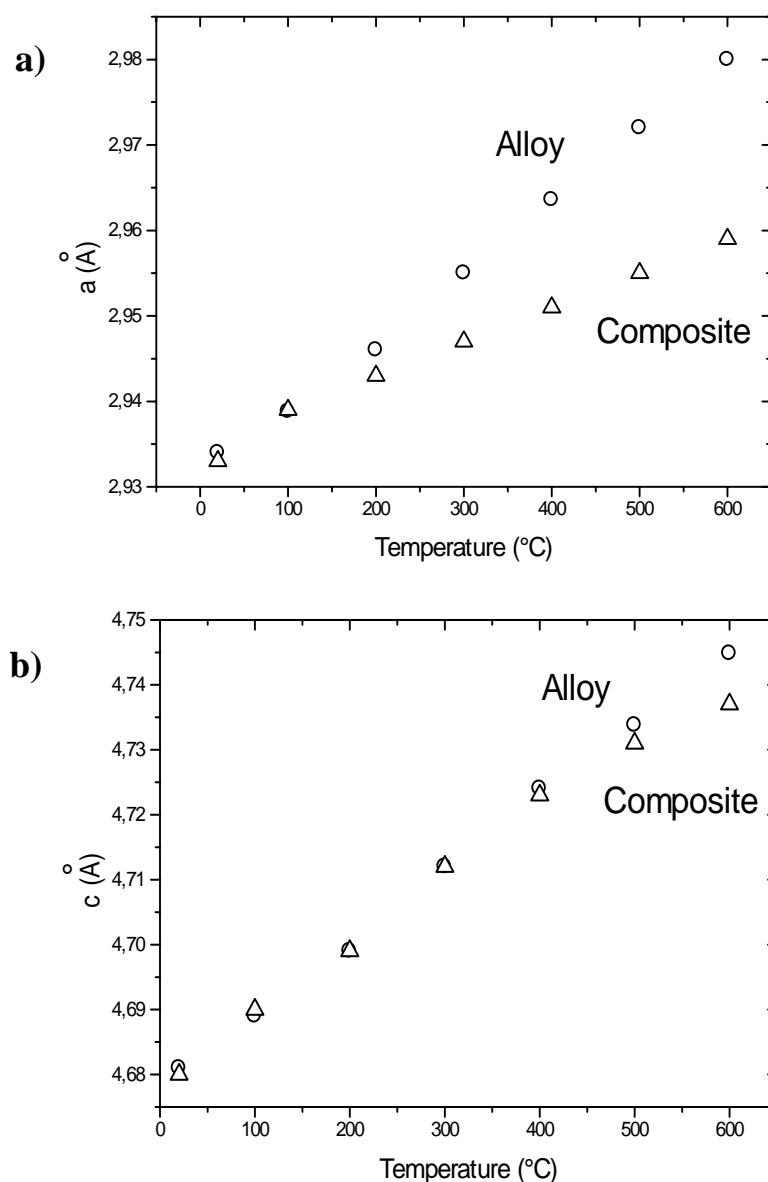 a)
2,98
2,97
2,96
2,95
2,94
2,93
a (Å)
Alloy
Composite
0 100 200 300 400 500 600
Temperature (°C)
b)
4,75
4,74
4,73
4,72
4,71
4,70
4,69
4,68
c (Å)
Alloy
Composite
0 100 200 300 400 500 600
Temperature (°C)